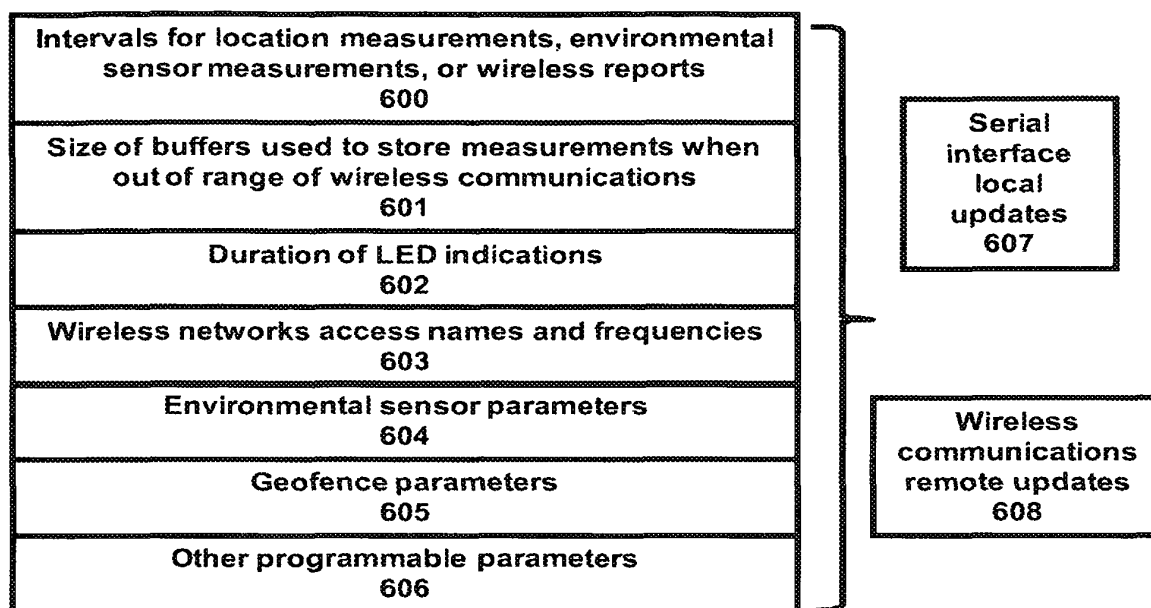 Intervals for location measurements, environmental
sensor measurements, or wireless reports
600
Size of buffers used to store measurements when
out of range of wireless communications
601
Duration of LED indications
602
Wireless networks access names and frequencies
603
Environmental sensor parameters
604
Geofence parameters
605
Other programmable parameters
606
Serial
interface
local
updates
607
Wireless
communications
remote updates
608